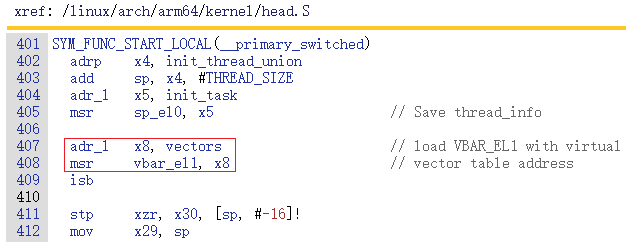 xref: /linux/arch/arm64/kernel/head.S
401 SYM_FUNC_START_LOCAL(__primary_switched)
402 adrp x4, init_thread_union
403 add sp, x4, #THREAD_SIZE
404 adr_l x5, init_task
405 msr sp_el0, x5 // Save thread_info
406
407 adr_l x8, vectors // load VBAR_EL1 with virtual
408 msr vbar_el1, x8 // vector table address
409 isb
410
411 stp xzr, x30, [sp, #-16]!
412 mov x29, sp